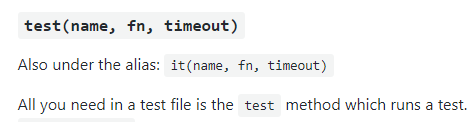 test(name, fn, timeout)
Also under the alias: it(name, fn, timeout)
All you need in a test file is the test method which runs a test.